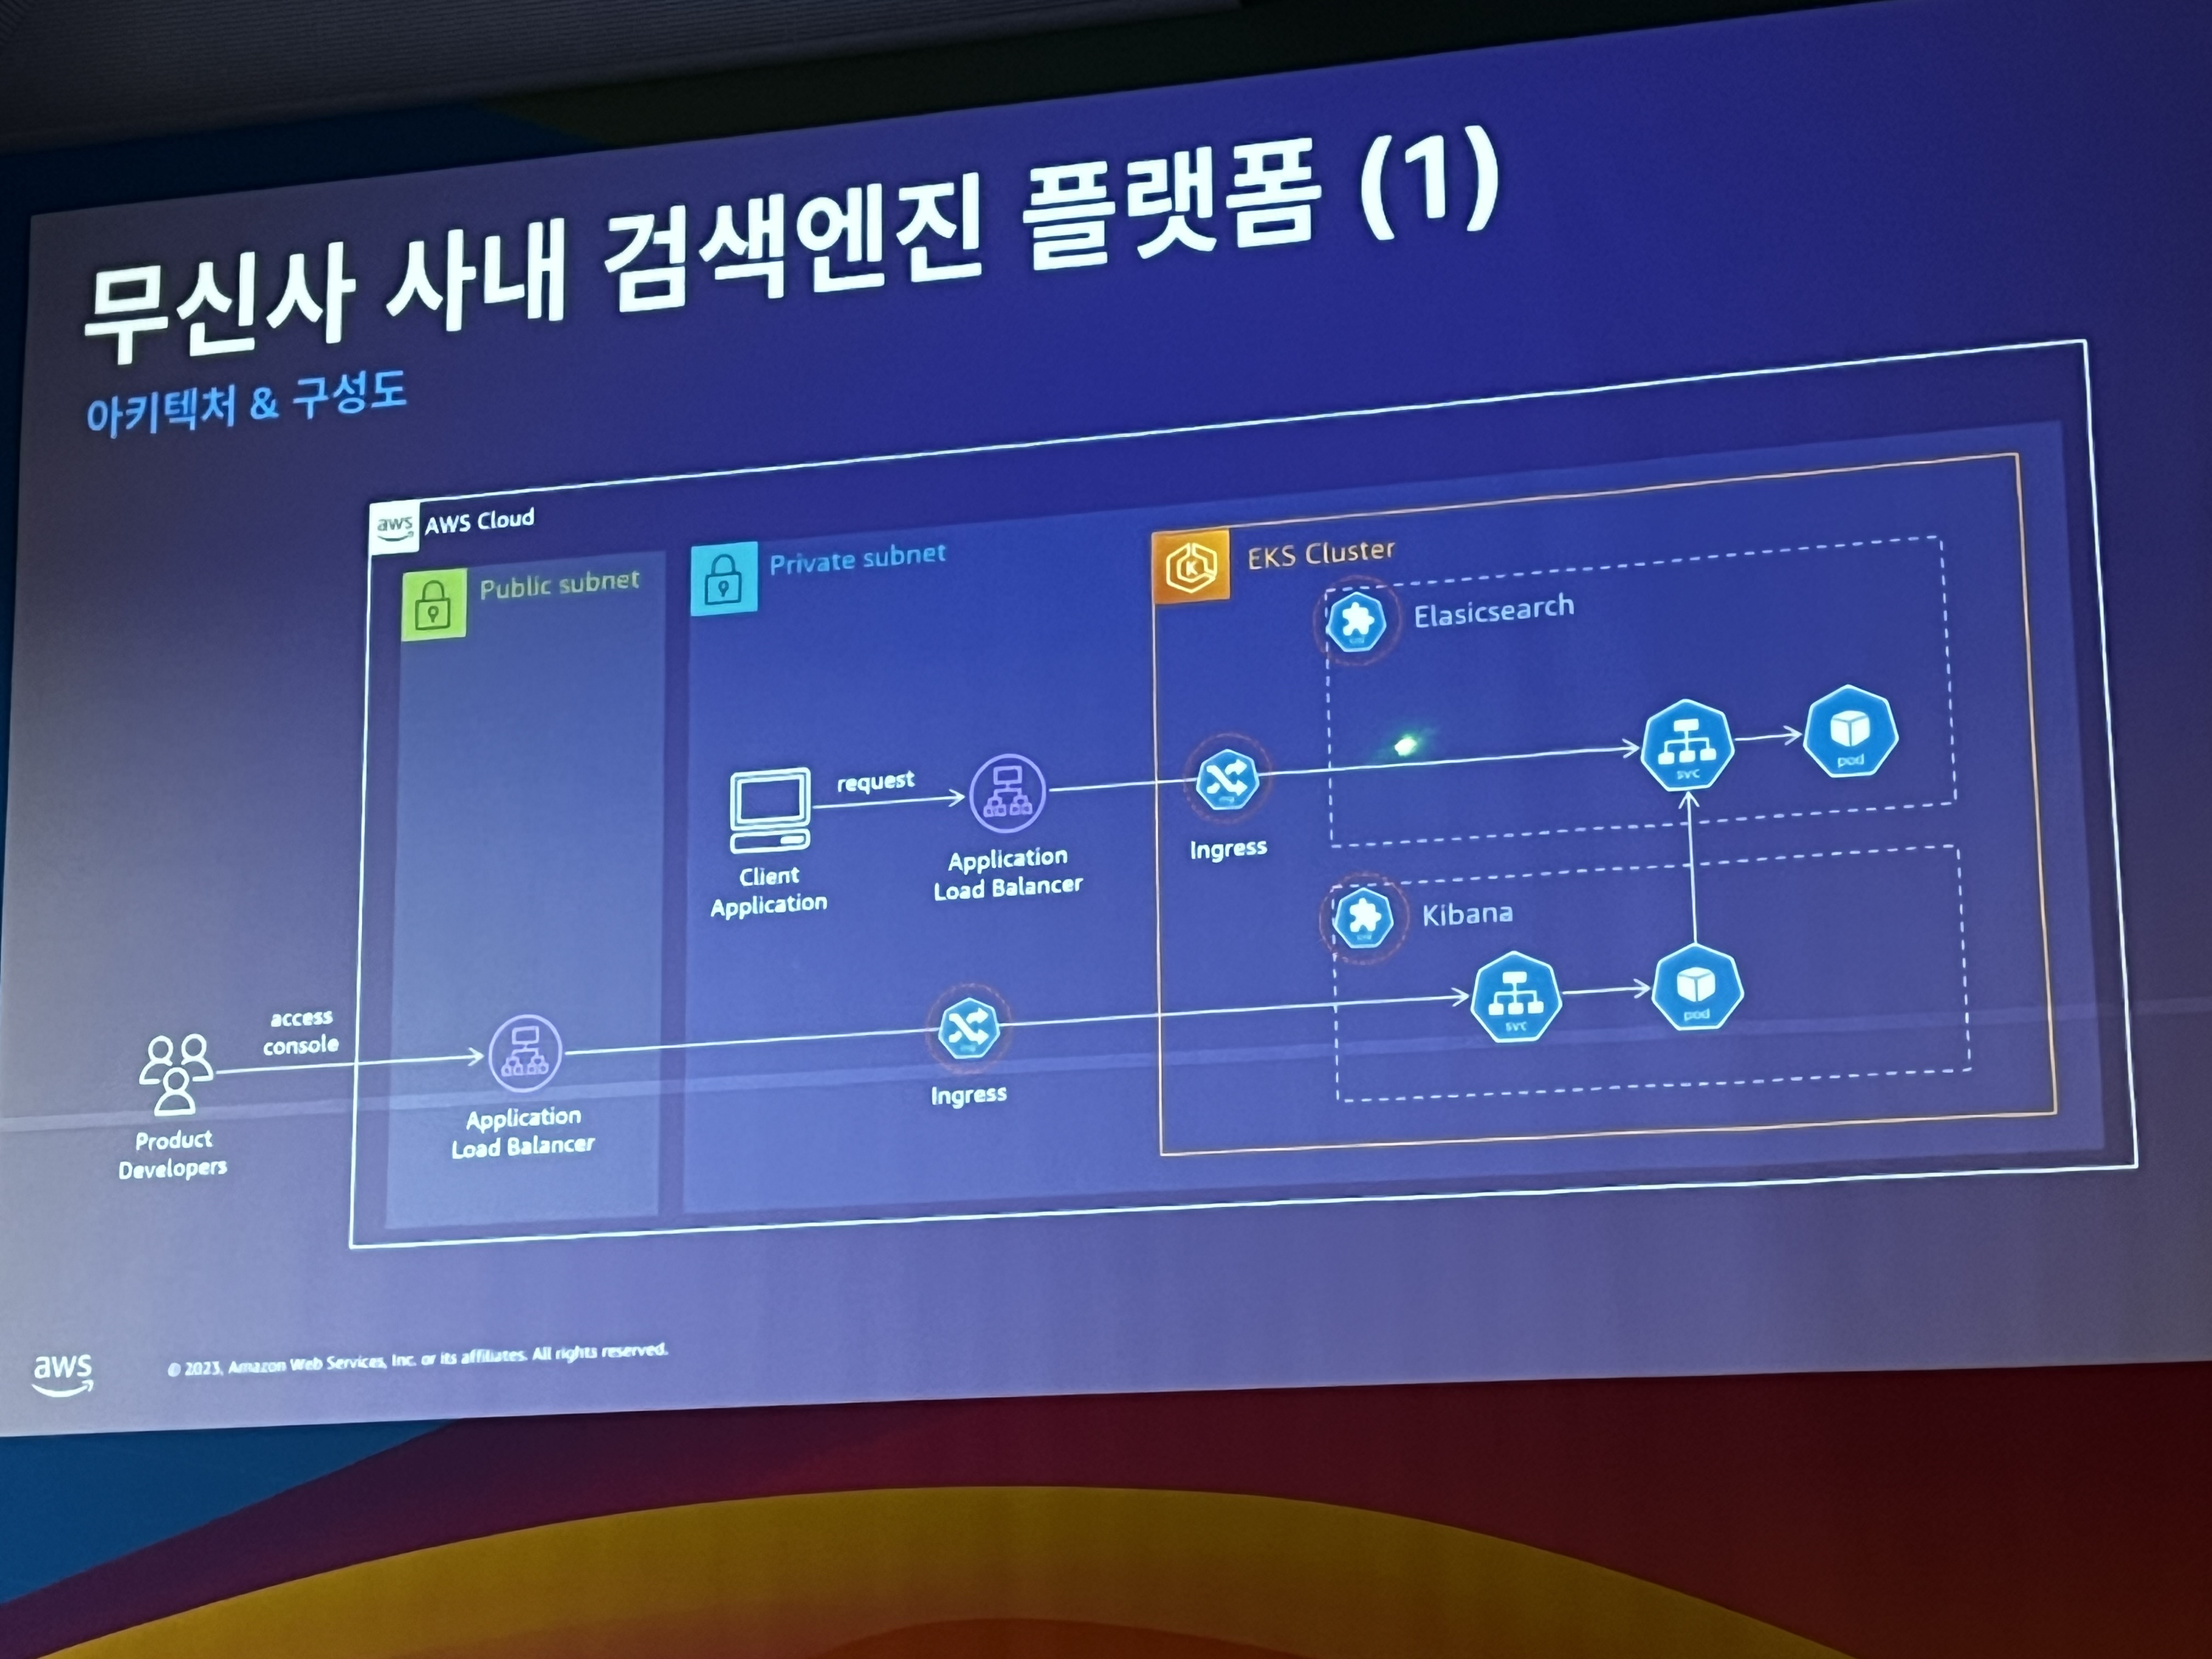 무신사 사내 검색엔진 플랫폼 (1)
아키텍처 & 구성도
aws
AWS Cloud
Public subnet
Private subnet
EKS Cluster
Elasicsearch
svc
pod
request
Client
Application
Application
Load Balancer
Ingress
Kibana
svc
pod
access
console
Product
Developers
Application
Load Balancer
Ingress
aws
© 2023, Amazon Web Services, Inc. or its affiliates. All rights reserved.